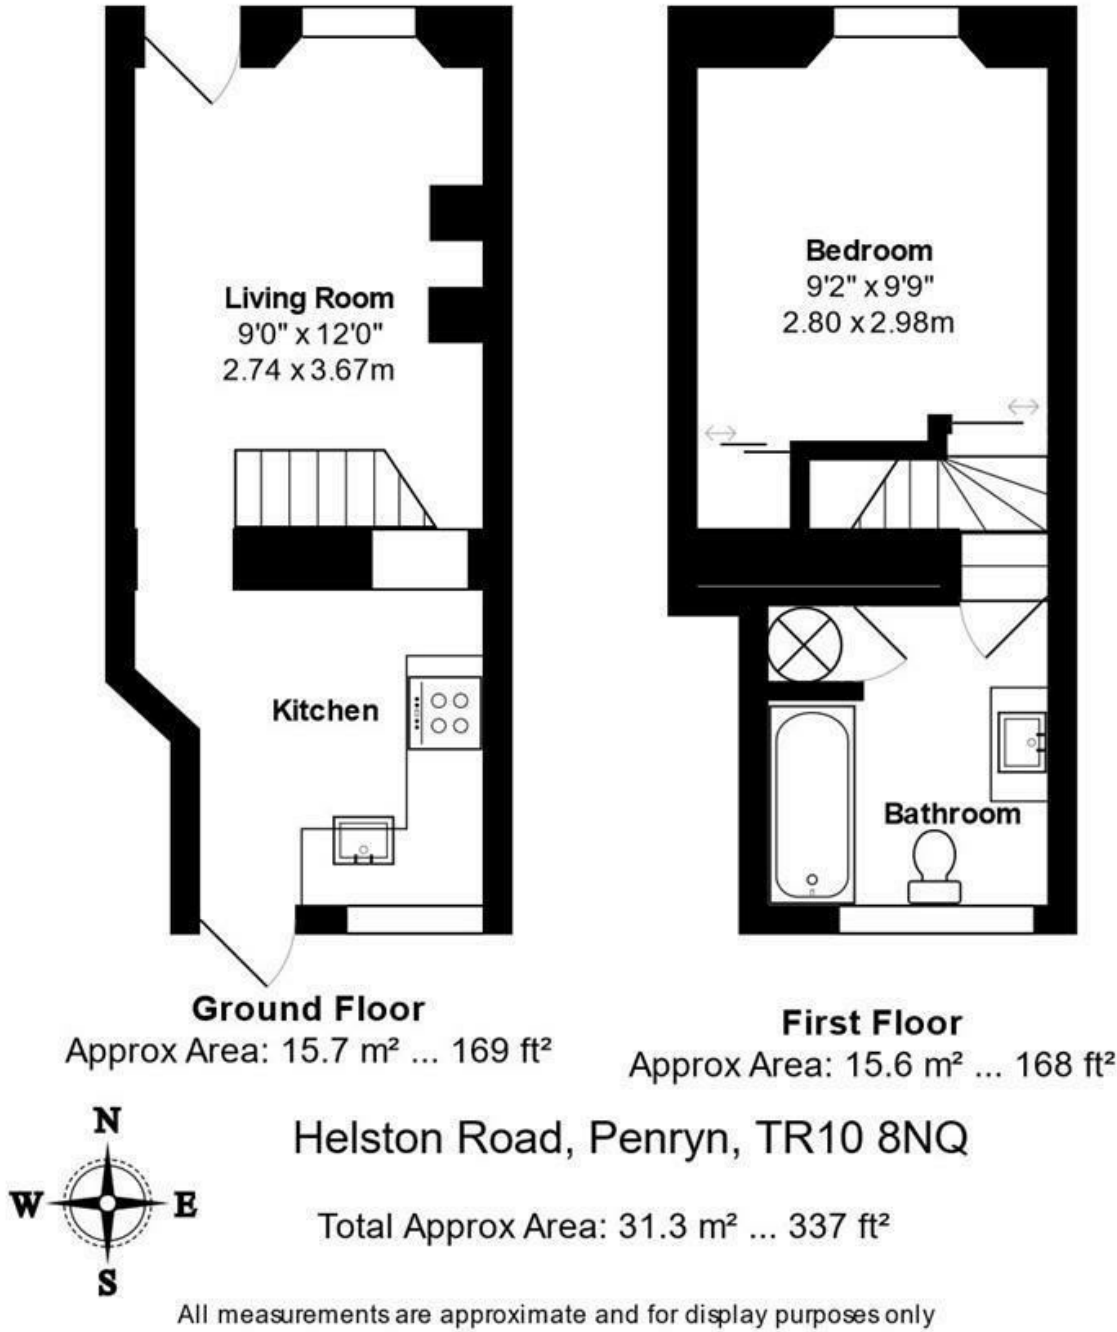 Living Room
9'0" x 12'0"
2.74 x 3.67m
Kitchen
Ground Floor
Approx Area: 15.7 m² ... 169 ft²
Bedroom
9'2" x 9'9"
2.80 x 2.98m
Bathroom
First Floor
Approx Area: 15.6 m² ... 168 ft²
N
W
E
S
Helston Road, Penryn, TR10 8NQ
Total Approx Area: 31.3 m² ... 337 ft²
All measurements are approximate and for display purposes only